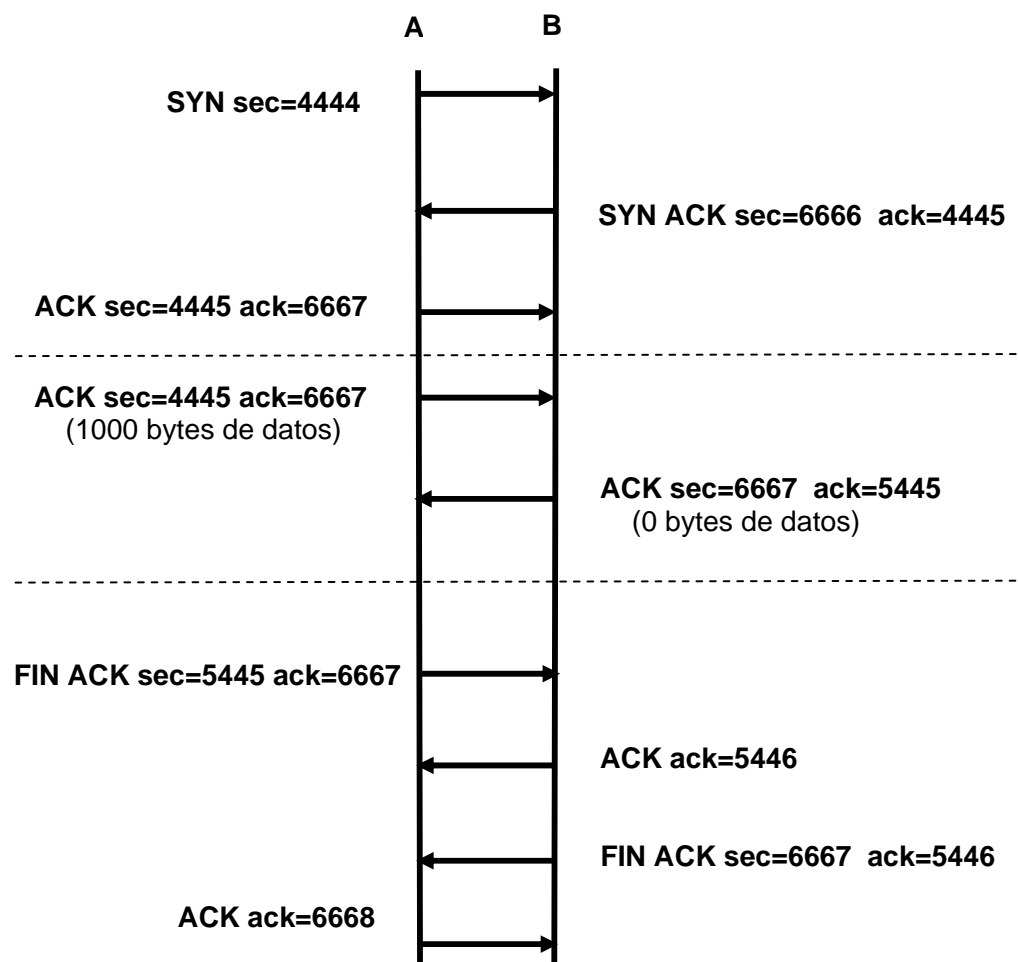 A B
SYN sec=4444
SYN ACK sec=6666 ack=4445
ACK sec=4445 ack=6667
ACK sec=4445 ack=6667
(1000 bytes de datos)
ACK sec=6667 ack=5445
(0 bytes de datos)
FIN ACK sec=5445 ack=6667
ACK ack=5446
FIN ACK sec=6667 ack=5446
ACK ack=6668